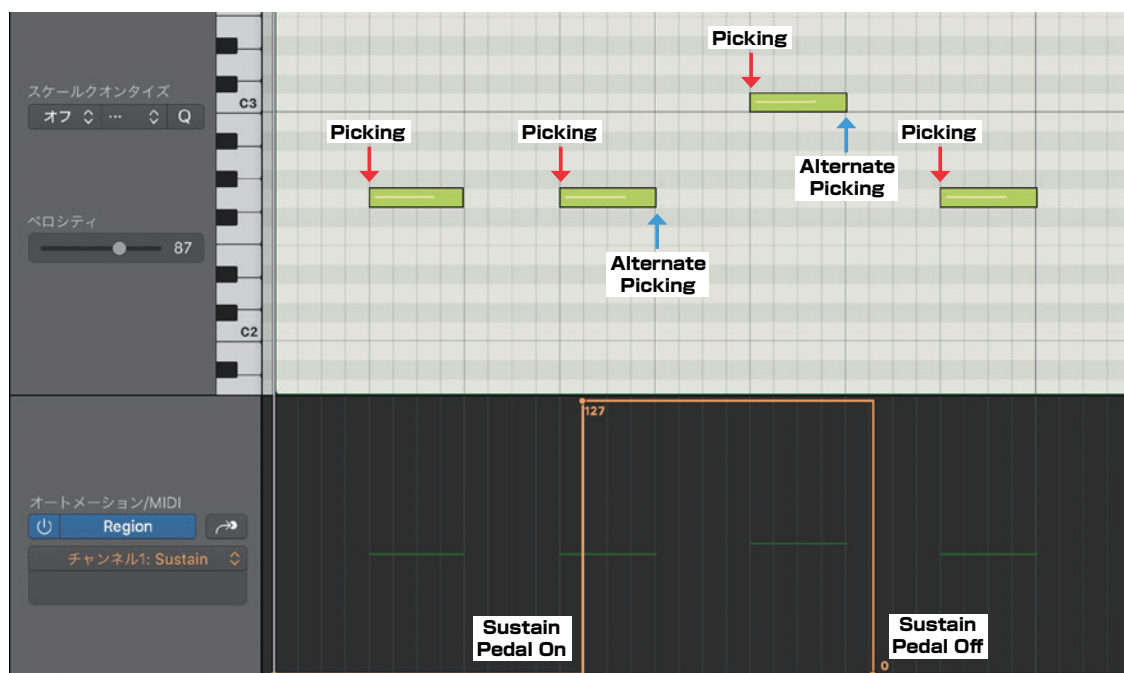 スケールクオンタイズ
オフ ... Q
ベロシティ
87
C3
C2
Picking
Picking
Picking
Picking
Alternate
Picking
Alternate
Picking
オートメーション/MIDI
Region
チャンネル1: Sustain
127
0
Sustain
Pedal On
Sustain
Pedal Off